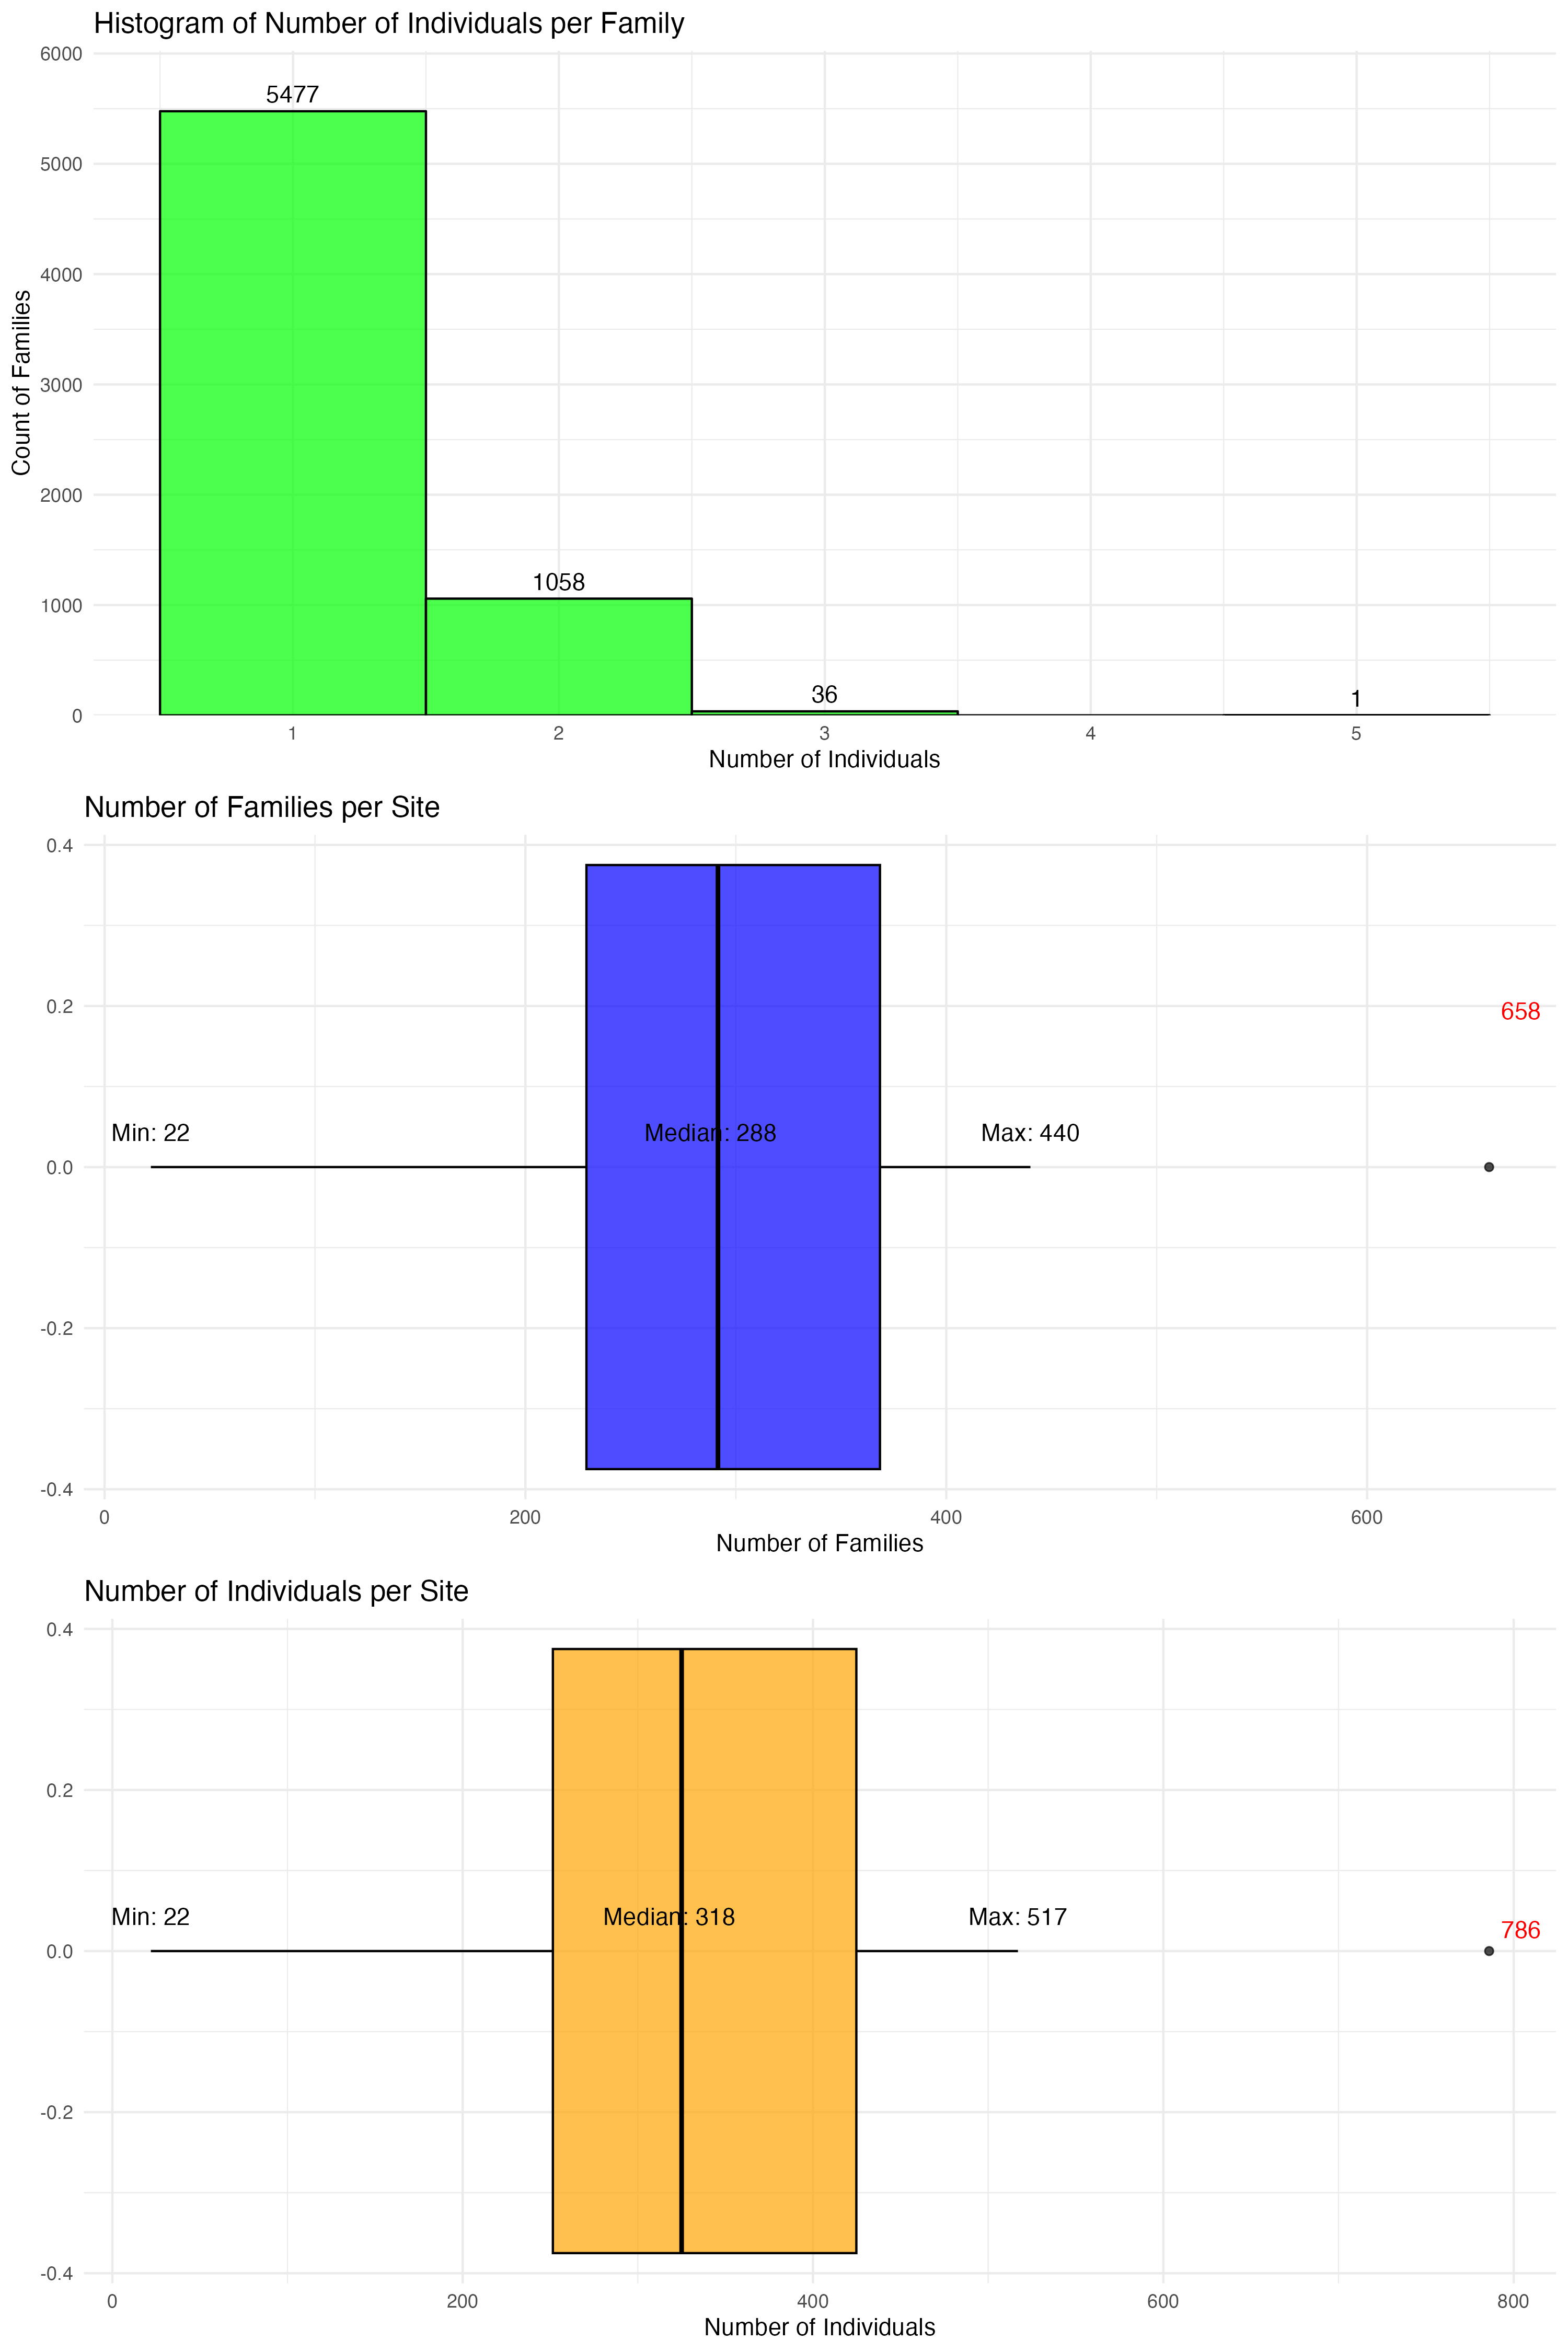 Histogram of Number of Individuals per Family
6000
5000
4000
3000
2000
1000
0
Count of Families
5477
1058
36
1
1
2
3
4
5
Number of Individuals
Number of Families per Site
0.4
0.2
0.0
-0.2
-0.4
658
Min: 22
Median: 288
Max: 440
0
200
400
600
Number of Families
Number of Individuals per Site
0.4
0.2
0.0
-0.2
-0.4
Min: 22
Median: 318
Max: 517
786
0
200
400
600
800
Number of Individuals